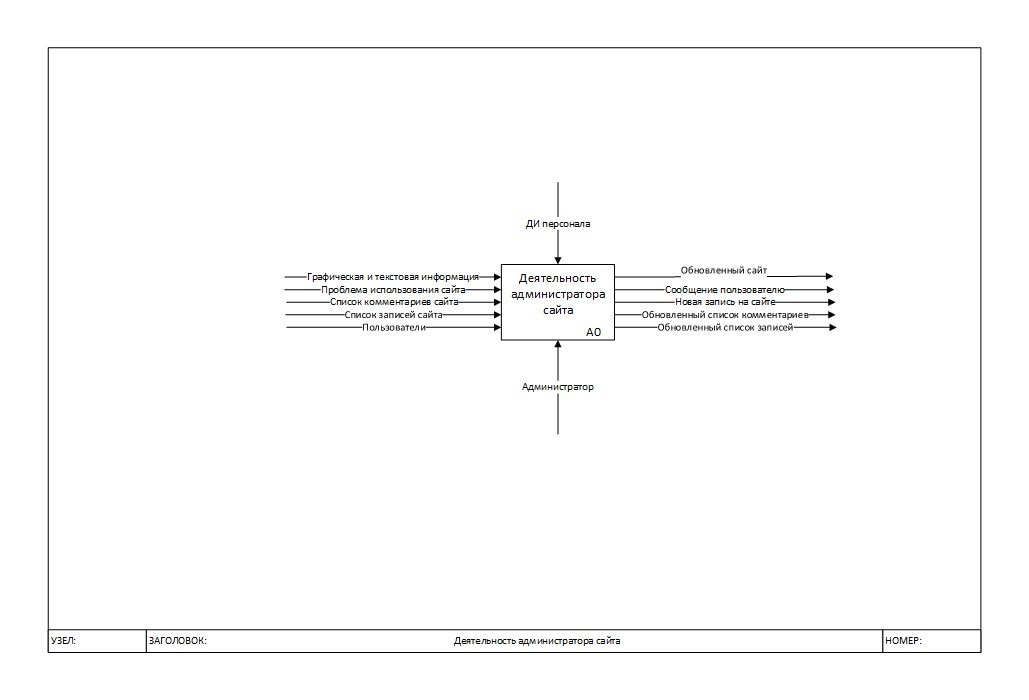 ДИ персонала
Графическая и текстовая информация
Проблема использования сайта
Список комментариев сайта
Список записей сайта
Пользователи
Деятельность
администратора
сайта
А0
Обновленный сайт
Сообщение пользователю
Новая запись на сайте
Обновленный список комментариев
Обновленный список записей
Администратор
УЗЕЛ:
ЗАГОЛОВОК:
Деятельность администратора сайта
НОМЕР: